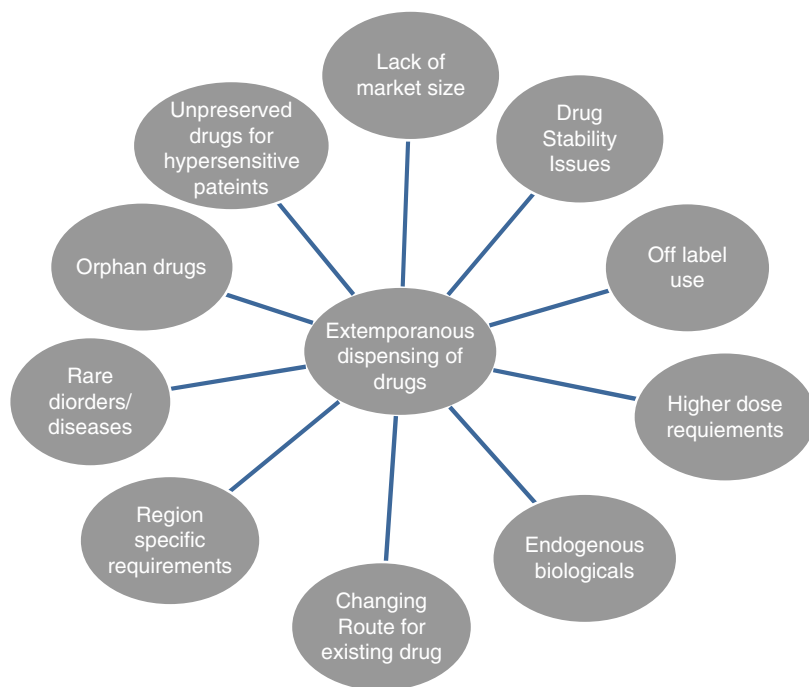 Lack of
market size
Drug
Stability
Issues
Off label
use
Higher dose
requiements
Endogenous
biologicals
Changing
Route for
existing drug
Region
specific
requirements
Rare
diorders/
diseases
Orphan drugs
Unpreserved
drugs for
hypersensitive
pateints
Extemporanous
dispensing of
drugs